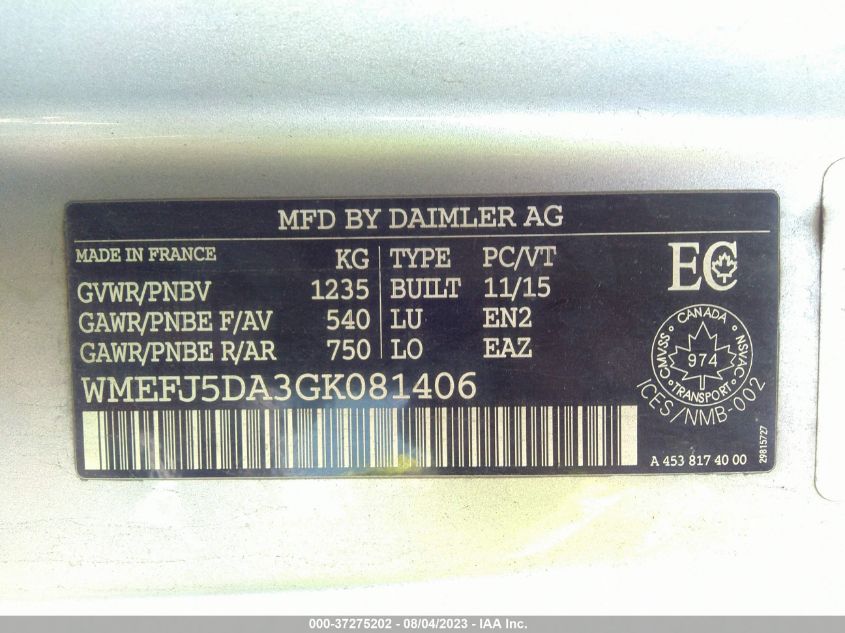 MFD BY DAIMLER AG
MADE IN FRANCE KG TYPE PC/VT
GVWR/PNBV 1235 BUILT 11/15
GAWR/PNBE F/AV 540 LU EN2
GAWR/PNBE R/AR 750 LO EAZ
EC
CANADA
CMVSS 974 NSVAC
TRANSPORT
ICES/NMB-002
WMEFJ5DA3GK081406
A 453 817 40 00
29815727
000-37275202 - 08/04/2023 - IAA Inc.